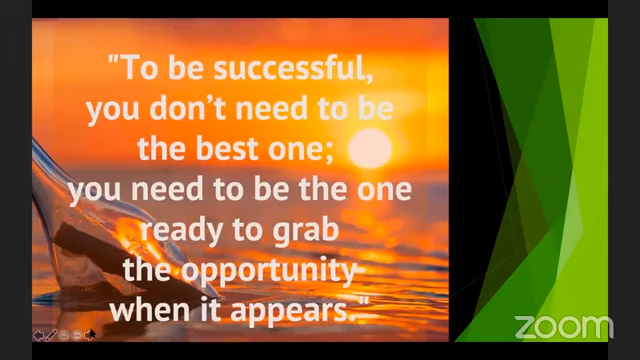 "To be successful,
you don't need to be
the best one;
you need to be the one
ready to grab
the opportunity
when it appears."
zoom